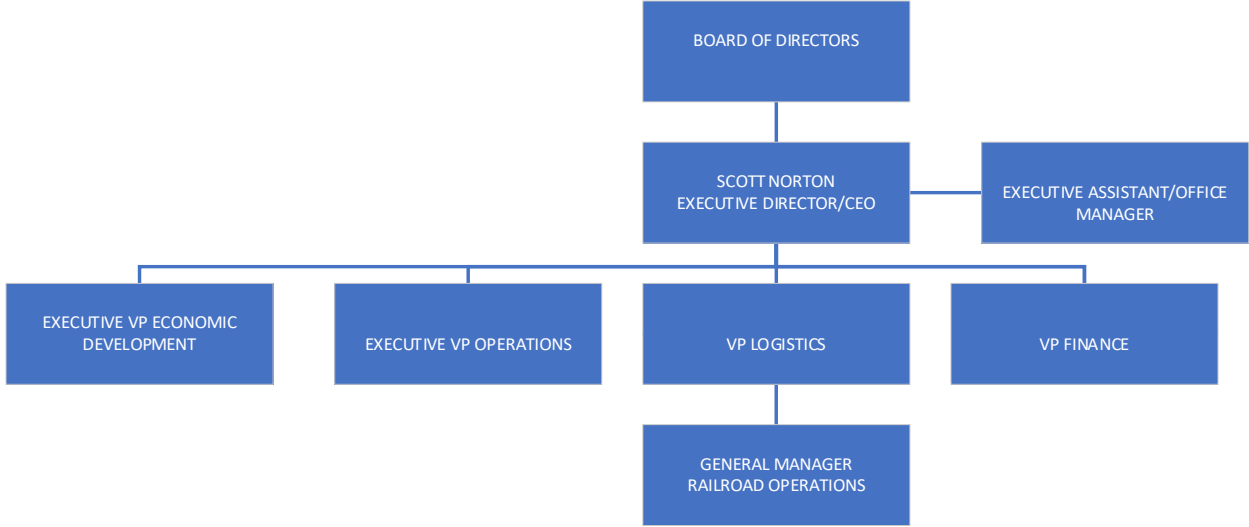 BOARD OF DIRECTORS
SCOTT NORTON
EXECUTIVE DIRECTOR/CEO
EXECUTIVE ASSISTANT/OFFICE
MANAGER
EXECUTIVE VP ECONOMIC
DEVELOPMENT
EXECUTIVE VP OPERATIONS
VP LOGISTICS
VP FINANCE
GENERAL MANAGER
RAILROAD OPERATIONS